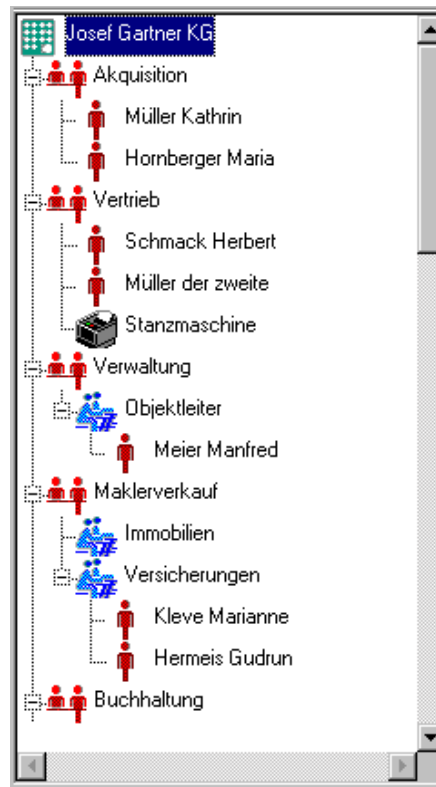 Josef Gartner KG
Akquisition
Müller Kathrin
Hornberger Maria
Vertrieb
Schmack Herbert
Müller der zweite
Stanzmaschine
Verwaltung
Objektleiter
Meier Manfred
Maklerverkauf
Immobilien
Versicherungen
Kleve Marianne
Hermeis Gudrun
Buchhaltung